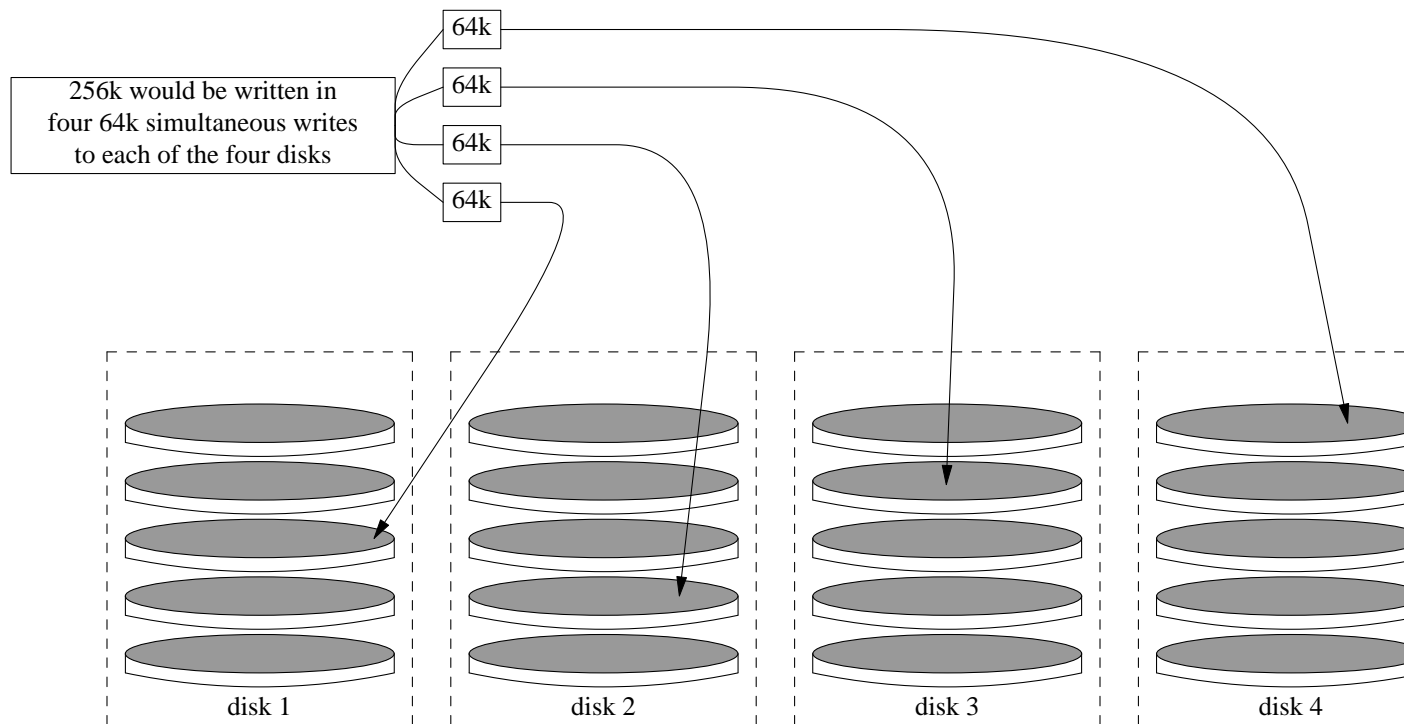 64k
256k would be written in
four 64k simultaneous writes
to each of the four disks
64k
64k
64k
disk 1
disk 2
disk 3
disk 4